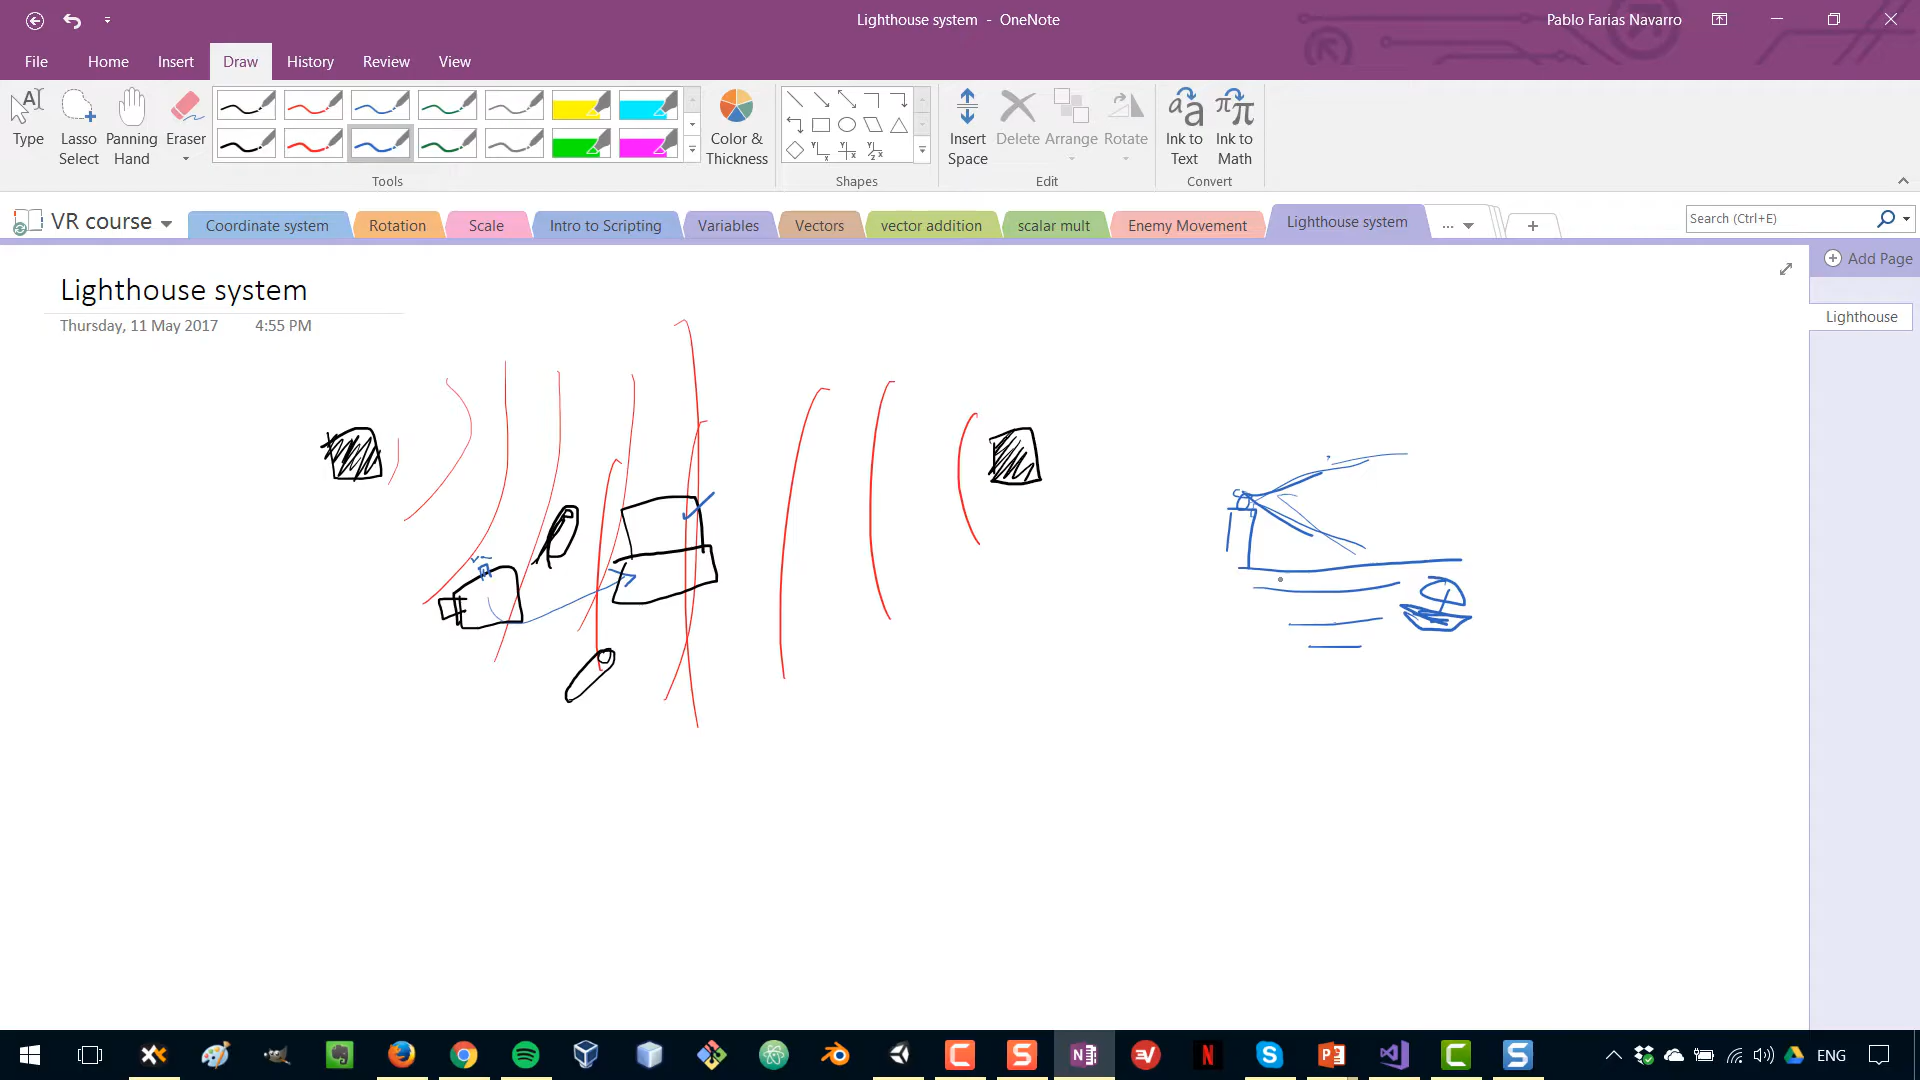 Lighthouse system - OneNote
Pablo Farias Navarro
File Home Insert Draw History Review View
Type
Lasso Select
Panning Hand
Eraser
Color & Thickness
Insert Space
Delete
Arrange
Rotate
Ink to Text
Ink to Math
Tools
Shapes
Edit
Convert
VR course
Coordinate system
Rotation
Scale
Intro to Scripting
Variables
Vectors
vector addition
scalar mult
Enemy Movement
Lighthouse system
...
Search (Ctrl+E)
Add Page
Lighthouse system
Thursday, 11 May 2017 4:55 PM
Lighthouse
ENG